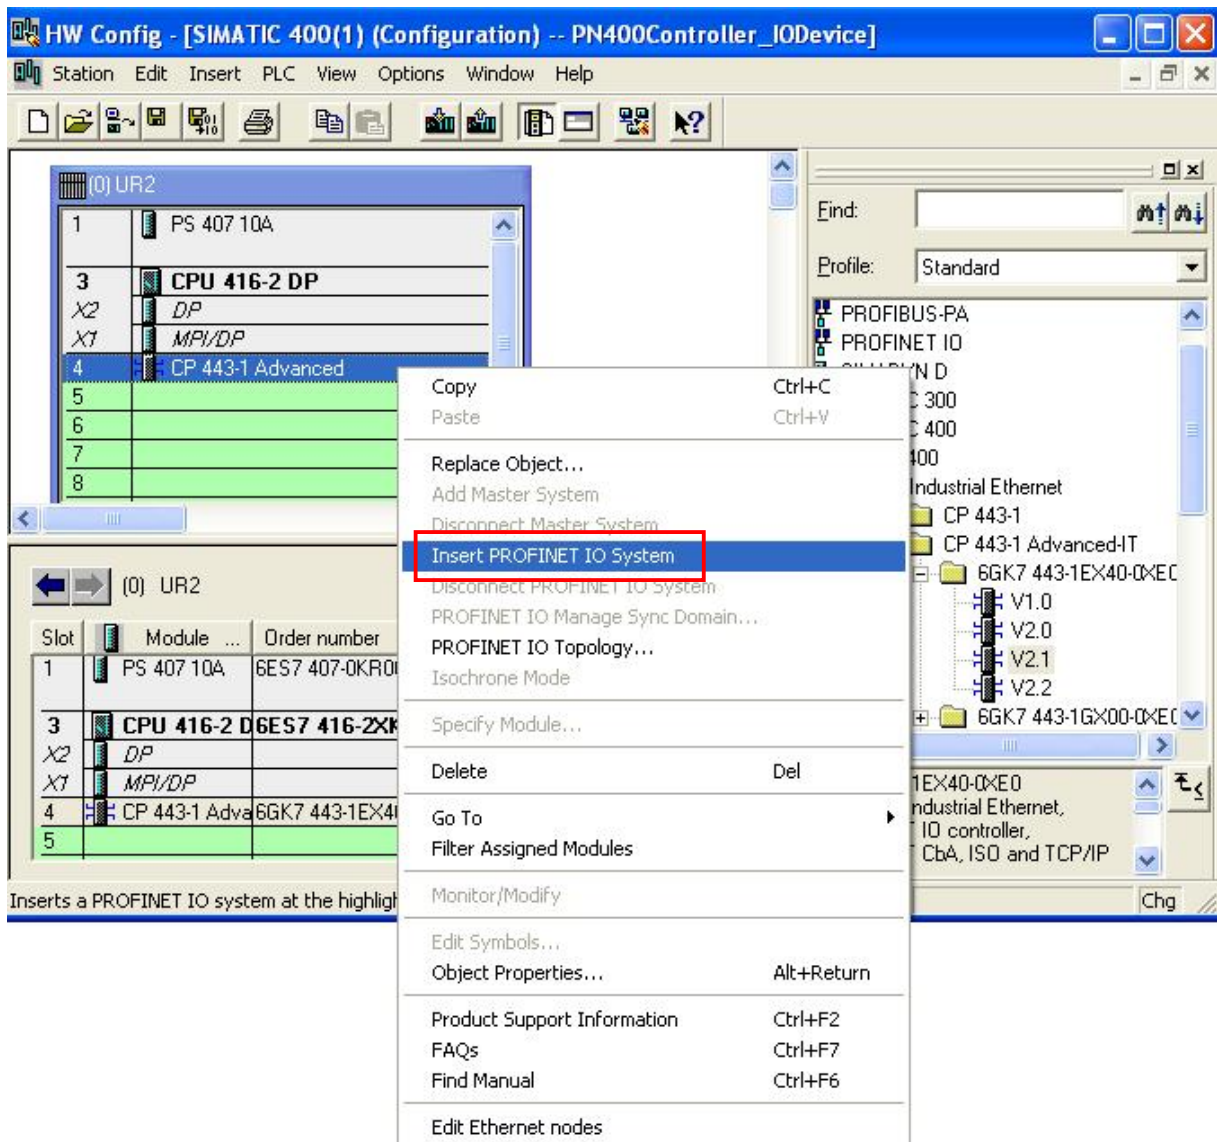 HW Config - [SIMATIC 400(1) (Configuration) -- PN400Controller_IODevice]
Station Edit Insert PLC View Options Window Help
(0) UR2
1 PS 407 10A
3 CPU 416-2 DP
X2 DP
X1 MPI/DP
4 CP 443-1 Advanced
5
6
7
8
Find:
Profile: Standard
PROFIBUS-PA
PROFINET IO
N D
300
400
400
Industrial Ethernet
CP 443-1
CP 443-1 Advanced-IT
6GK7 443-1EX40-0XE0
V1.0
V2.0
V2.1
V2.2
6GK7 443-1GX00-0XE0
1EX40-0XE0
ndustrial Ethernet,
IO controller,
CbA, ISO and TCP/IP
Copy Ctrl+C
Paste Ctrl+V
Replace Object...
Add Master System
Disconnect Master System
Insert PROFINET IO System
Disconnect PROFINET IO System
PROFINET IO Manage Sync Domain...
PROFINET IO Topology...
Isochrone Mode
Specify Module...
Delete Del
Go To
Filter Assigned Modules
Monitor/Modify
Edit Symbols...
Object Properties... Alt+Return
Product Support Information Ctrl+F2
FAQs Ctrl+F7
Find Manual Ctrl+F6
Edit Ethernet nodes
(0) UR2
Slot Module ... Order number
1 PS 407 10A 6ES7 407-0KR0
3 CPU 416-2 D 6ES7 416-2XK
X2 DP
X1 MPI/DP
4 CP 443-1 Adva 6GK7 443-1EX4
5
Inserts a PROFINET IO system at the highligh
Chg